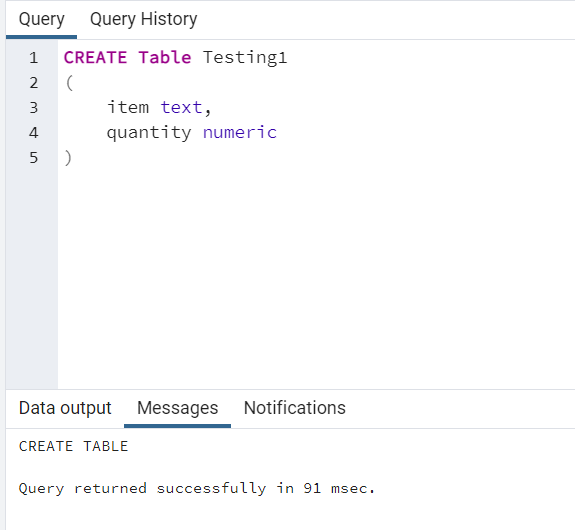 Query Query History
1 CREATE Table Testing1
2 (
3 item text,
4 quantity numeric
5 )
Data output Messages Notifications
CREATE TABLE
Query returned successfully in 91 msec.